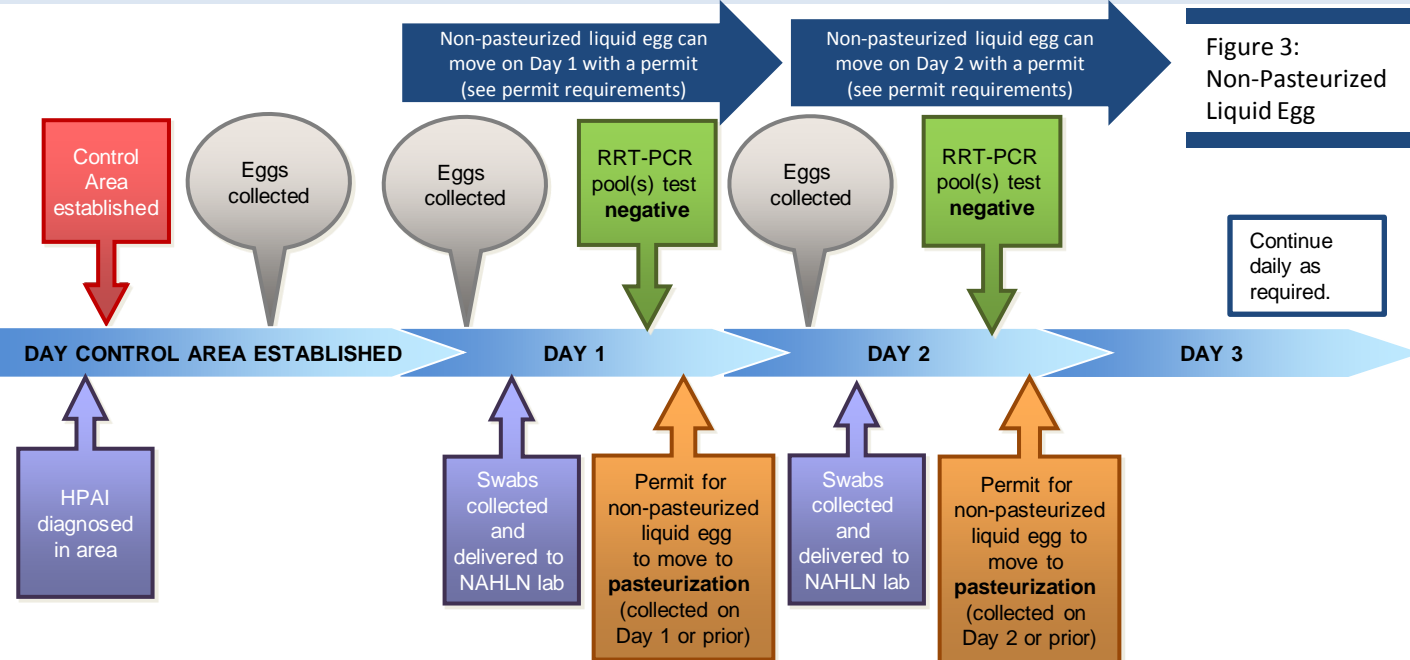 Non-pasteurized liquid egg can
move on Day 1 with a permit
(see permit requirements)
Non-pasteurized liquid egg can
move on Day 2 with a permit
(see permit requirements)
Figure 3:
Non-Pasteurized
Liquid Egg
Control
Area
established
Eggs
collected
Eggs
collected
RRT-PCR
pool(s) test
negative
Eggs
collected
RRT-PCR
pool(s) test
negative
Continue
daily as
required.
DAY CONTROL AREA ESTABLISHED
DAY 1
DAY 2
DAY 3
HPAI
diagnosed
in area
Swabs
collected
and
delivered to
NAHLN lab
Permit for
non-pasteurized
liquid egg
to move to
pasteurization
(collected on
Day 1 or prior)
Swabs
collected
and
delivered to
NAHLN lab
Permit for
non-pasteurized
liquid egg to
move to
pasteurization
(collected on
Day 2 or prior)